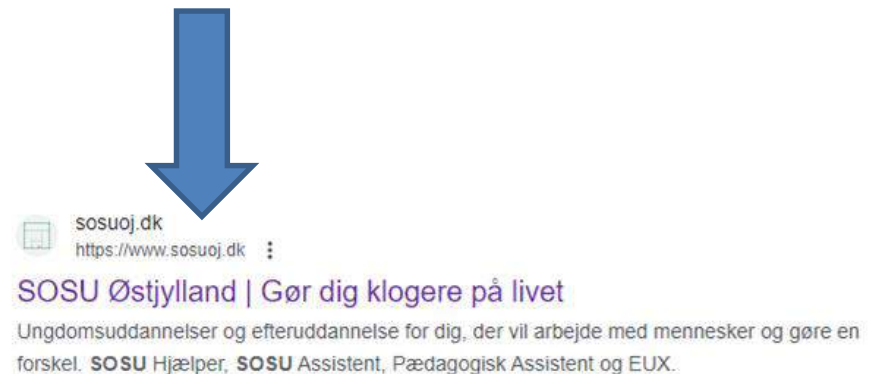 sosuoj.dk
https://www.sosuoj.dk
SOSU Østjylland | Gør dig klogere på livet
Ungdomsuddannelser og efteruddannelse for dig, der vil arbejde med mennesker og gøre en
forskel. SOSU Hjælper, SOSU Assistent, Pædagogisk Assistent og EUX.